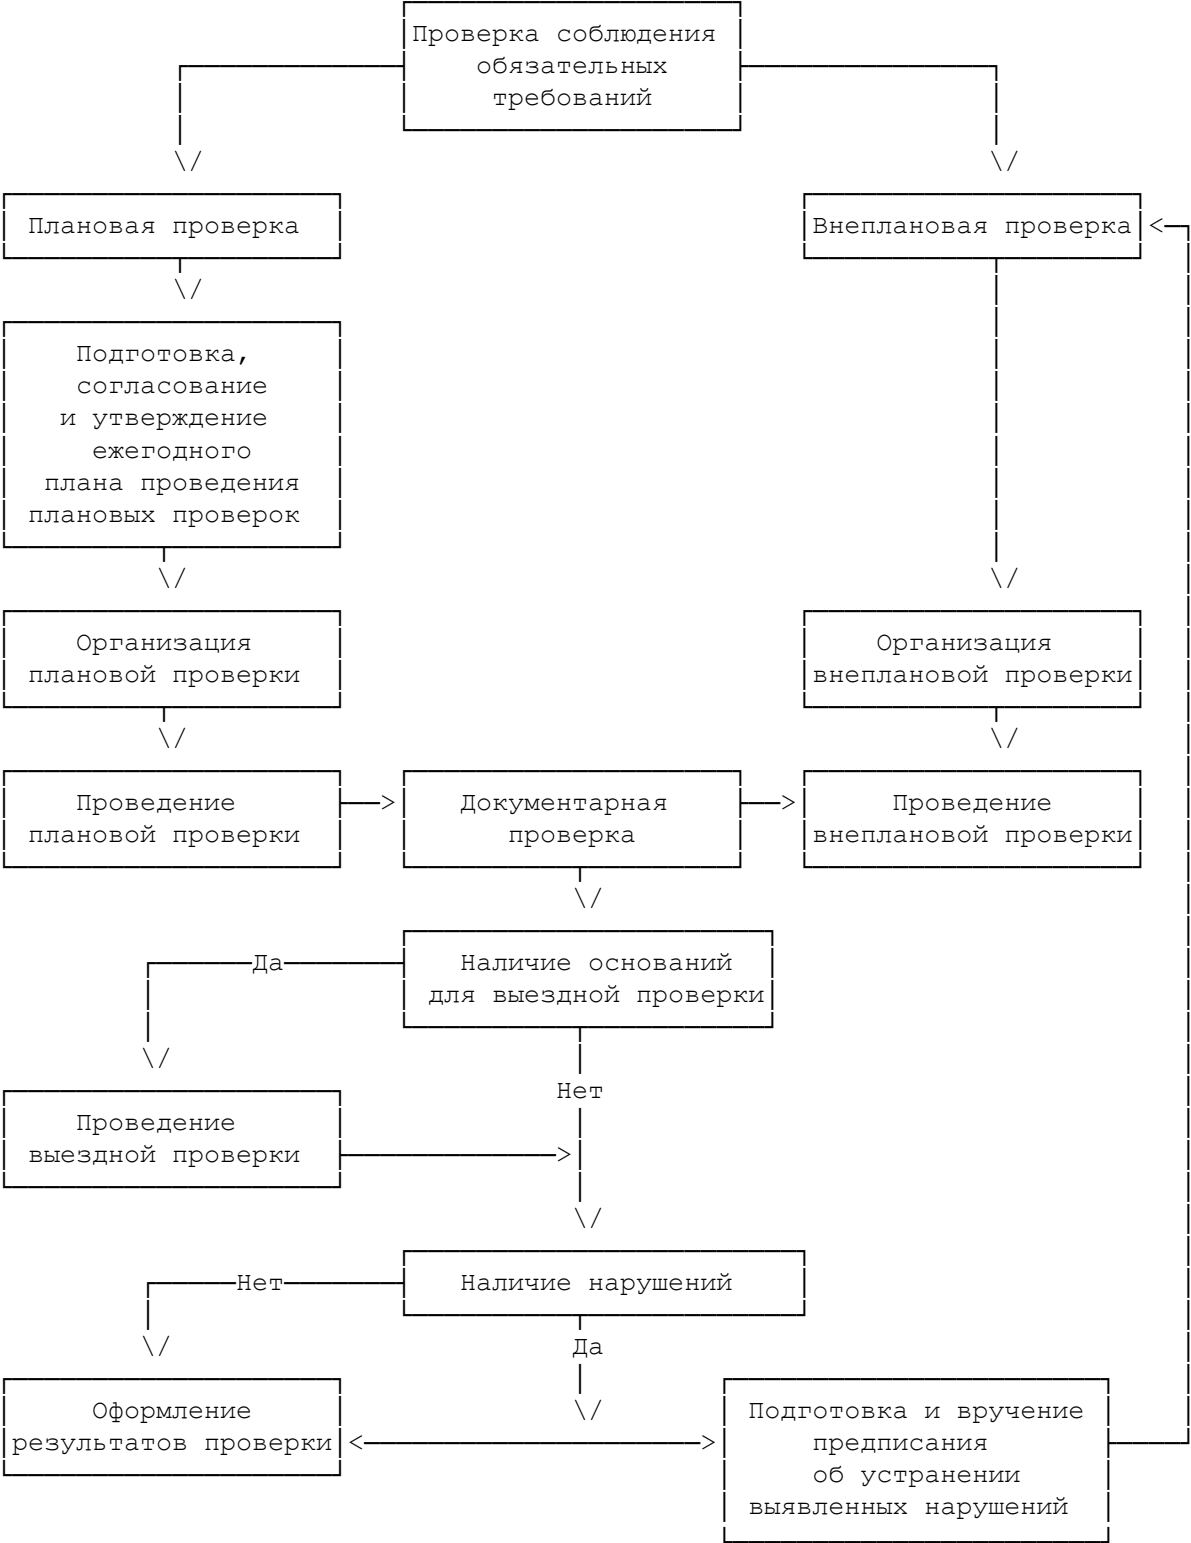 Проверка соблюдения
обязательных
требований
Плановая проверка
Внеплановая проверка
Подготовка,
согласование
и утверждение
ежегодного
плана проведения
плановых проверок
Организация
плановой проверки
Организация
внеплановой проверки
Проведение
плановой проверки
Документарная
проверка
Проведение
внеплановой проверки
Да
Наличие оснований
для выездной проверки
Нет
Проведение
выездной проверки
Нет
Наличие нарушений
Да
Оформление
результатов проверки
Подготовка и вручение
предписания
об устранении
выявленных нарушений